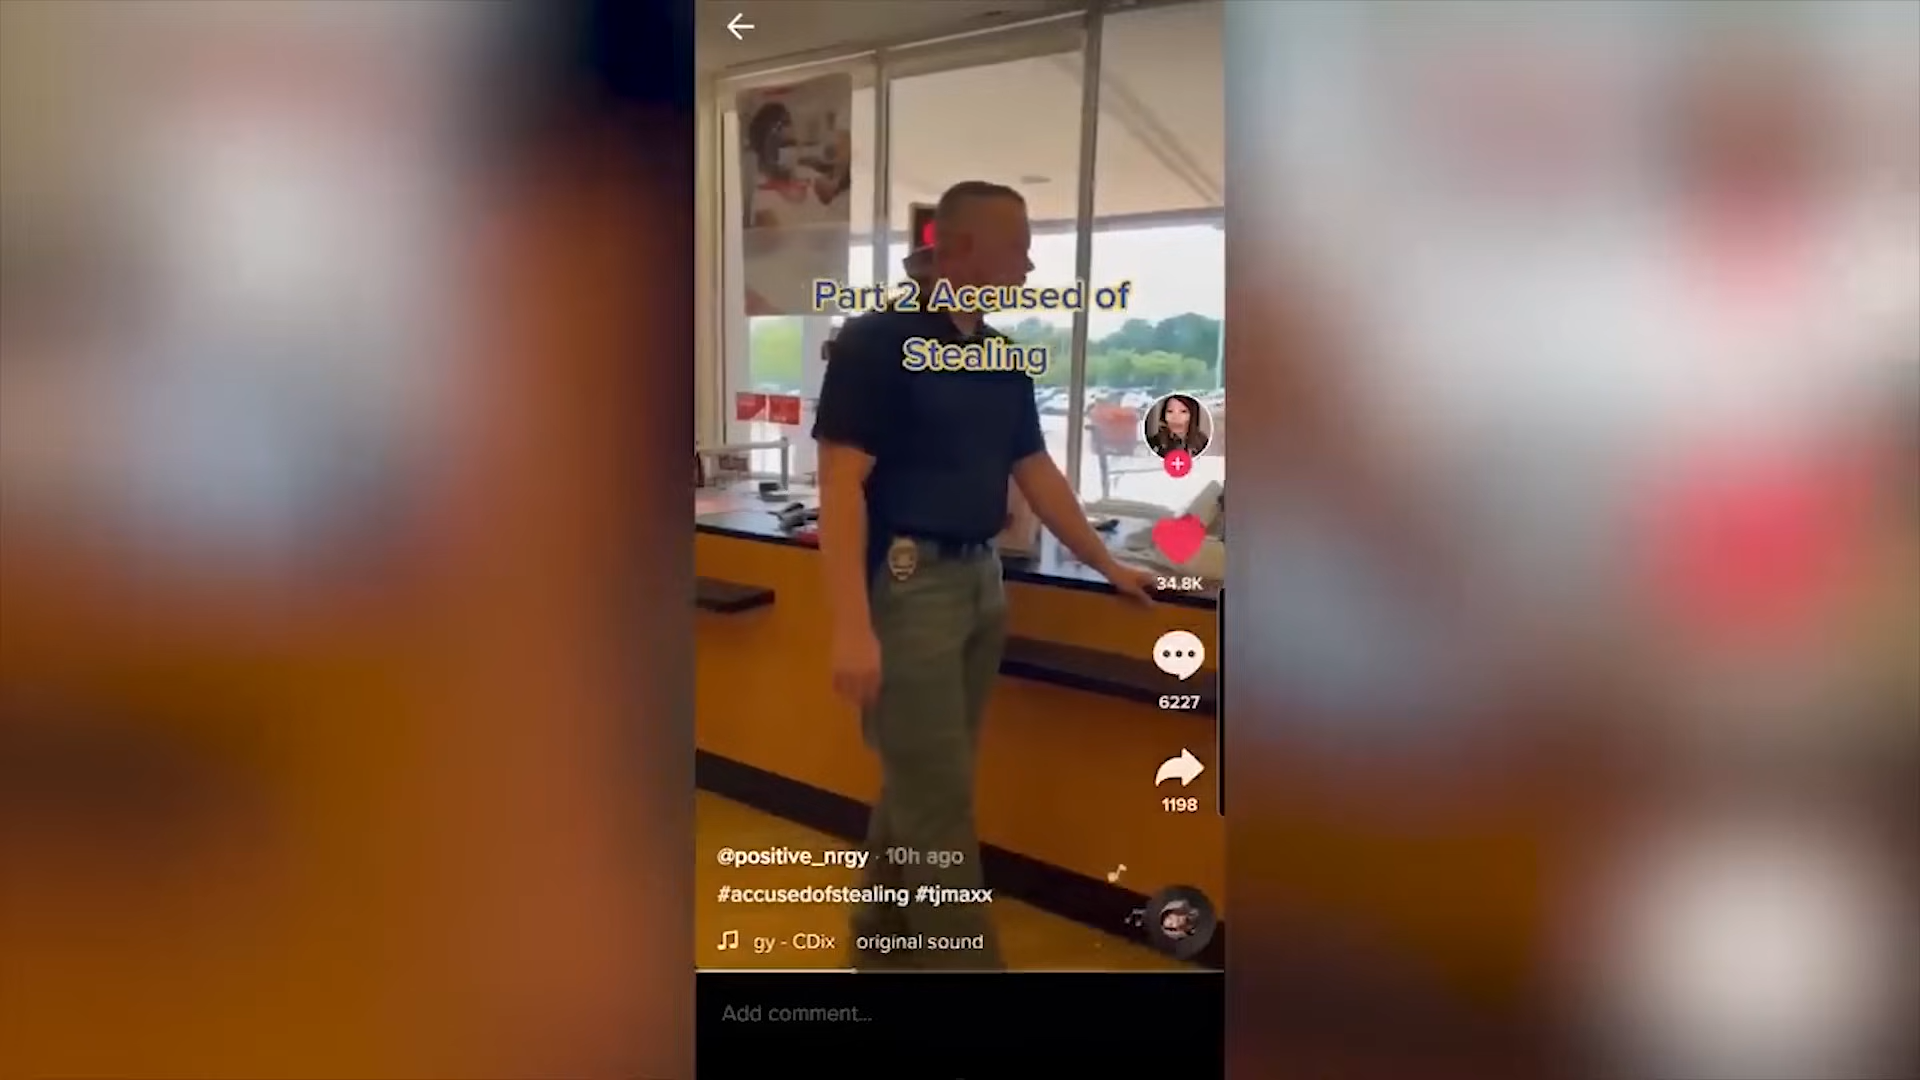 Part 2 Accused of
Stealing
34.8K
6227
1198
@positive_nrgy · 10h ago
#accusedofstealing #tjmaxx
gy - CDix original sound
Add comment...